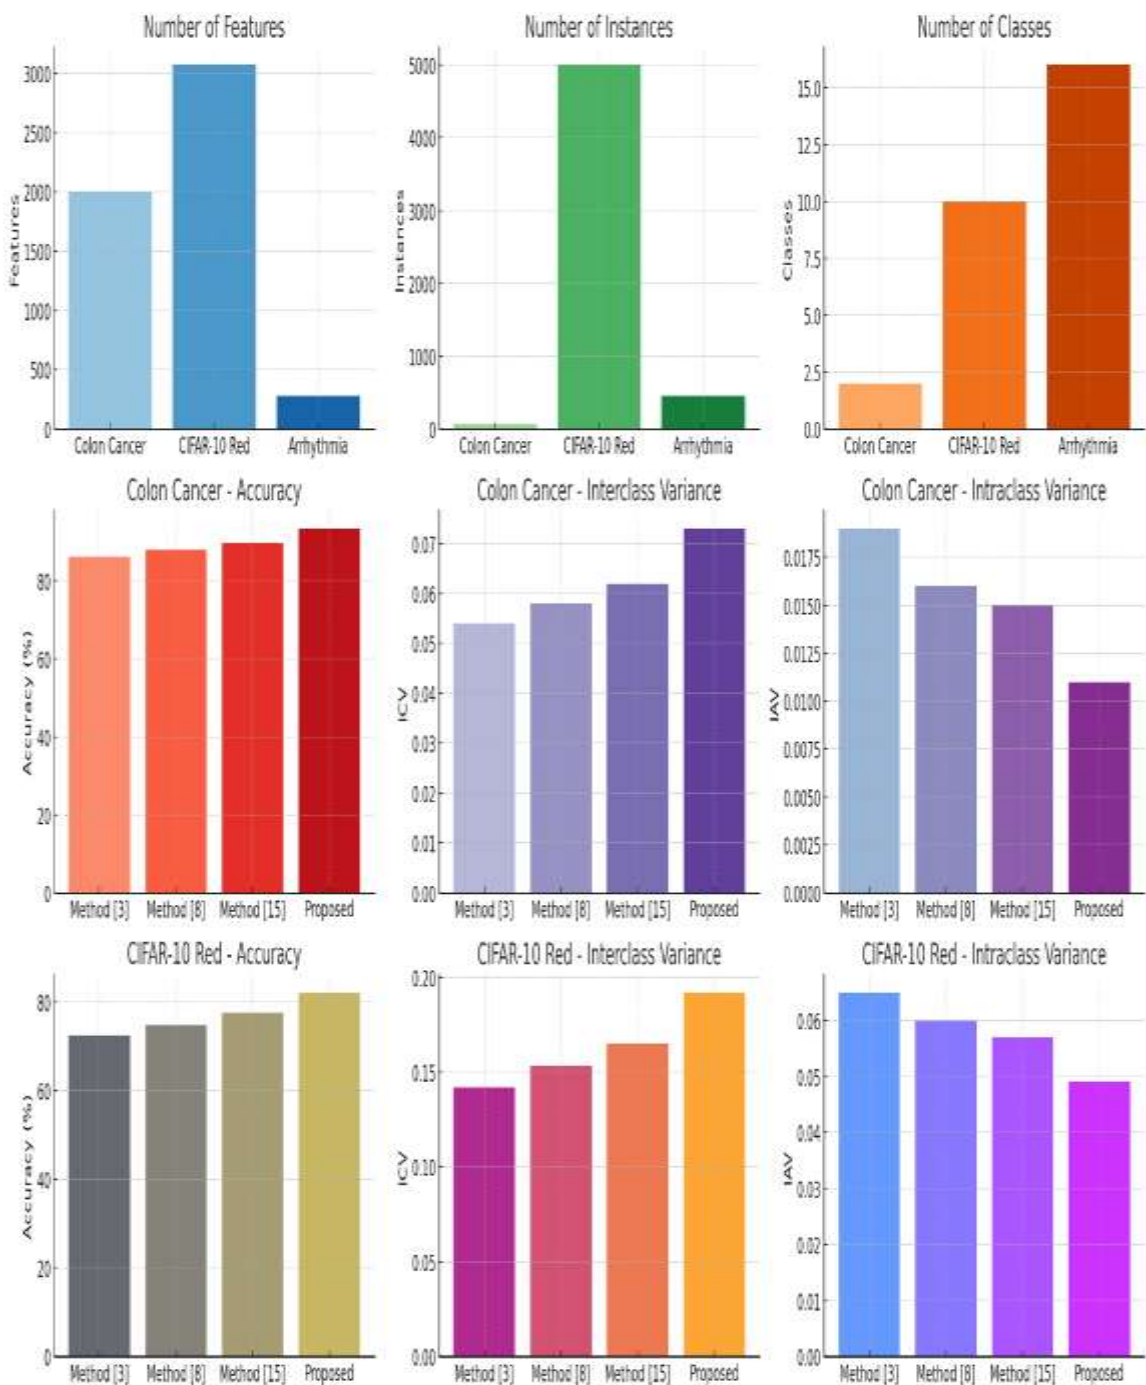 Number of Features
Number of Instances
Number of Classes
3000
2500
2000
1500
1000
500
0
Features
Colon Cancer
CIFAR-10 Red
Arrhythmia
5000
4000
3000
2000
1000
0
Instances
Colon Cancer
CIFAR-10 Red
Arrhythmia
15.0
12.5
10.0
7.5
5.0
2.5
0.0
Classes
Colon Cancer
CIFAR-10 Red
Arrhythmia
Colon Cancer - Accuracy
Colon Cancer - Interclass Variance
Colon Cancer - Intraclass Variance
80
60
40
20
0
Accuracy (%)
Method [3]
Method [8]
Method [15]
Proposed
0.07
0.06
0.05
0.04
0.03
0.02
0.01
0.00
ICV
Method [3]
Method [8]
Method [15]
Proposed
0.0175
0.0150
0.0125
0.0100
0.0075
0.0050
0.0025
0.0000
IAV
Method [3]
Method [8]
Method [15]
Proposed
CIFAR-10 Red - Accuracy
CIFAR-10 Red - Interclass Variance
CIFAR-10 Red - Intraclass Variance
80
60
40
20
0
Accuracy (%)
Method [3]
Method [8]
Method [15]
Proposed
0.20
0.15
0.10
0.05
0.00
ICV
Method [3]
Method [8]
Method [15]
Proposed
0.06
0.05
0.04
0.03
0.02
0.01
0.00
IAV
Method [3]
Method [8]
Method [15]
Proposed